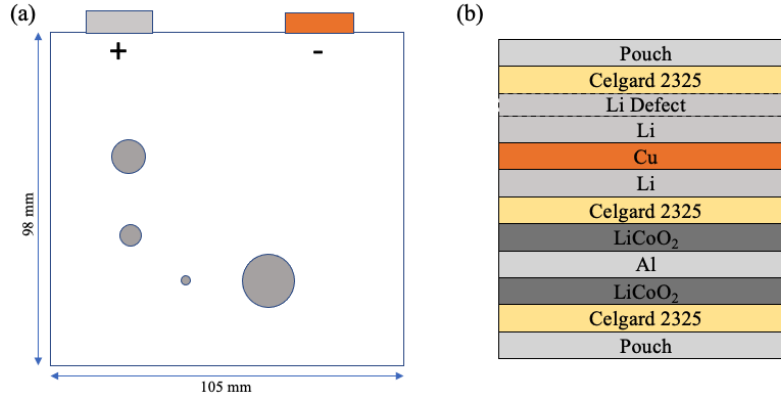 (a)
+
-
98 mm
105 mm
(b)
Pouch
Celgard 2325
Li Defect
Li
Cu
Li
Celgard 2325
LiCoO₂
Al
LiCoO₂
Celgard 2325
Pouch